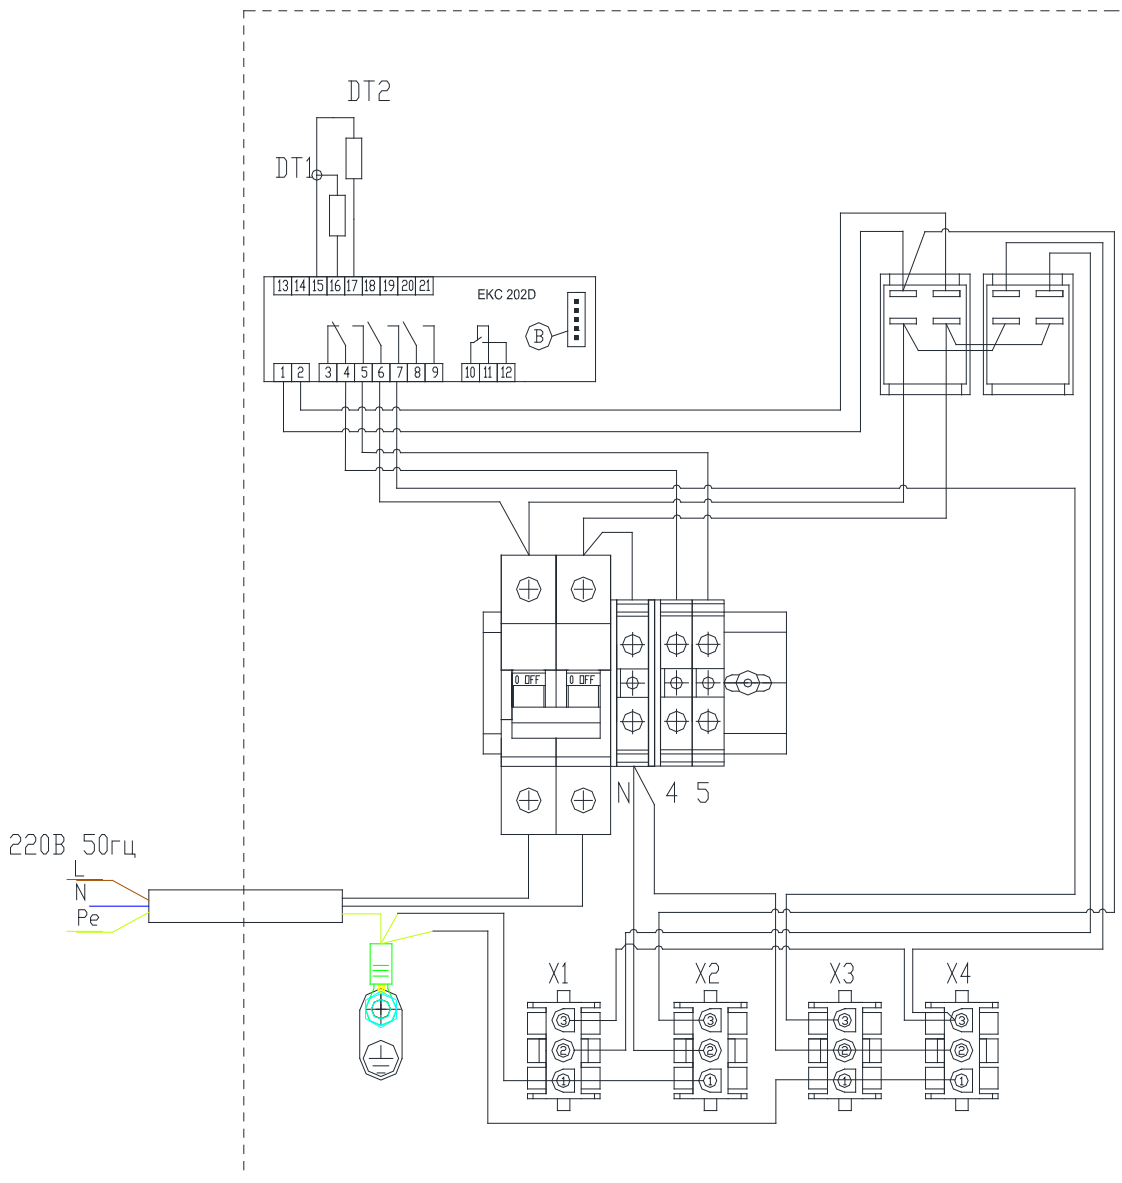 DT2
DT1
13 14 15 16 17 18 19 20 21
EKC 202D
B
1 2 3 4 5 6 7 8 9 10 11 12
0 OFF 0 OFF
N 4 5
220В 50гц
L
N
Pe
X1 X2 X3 X4
3 3 3 3
2 2 2 2
1 1 1 1